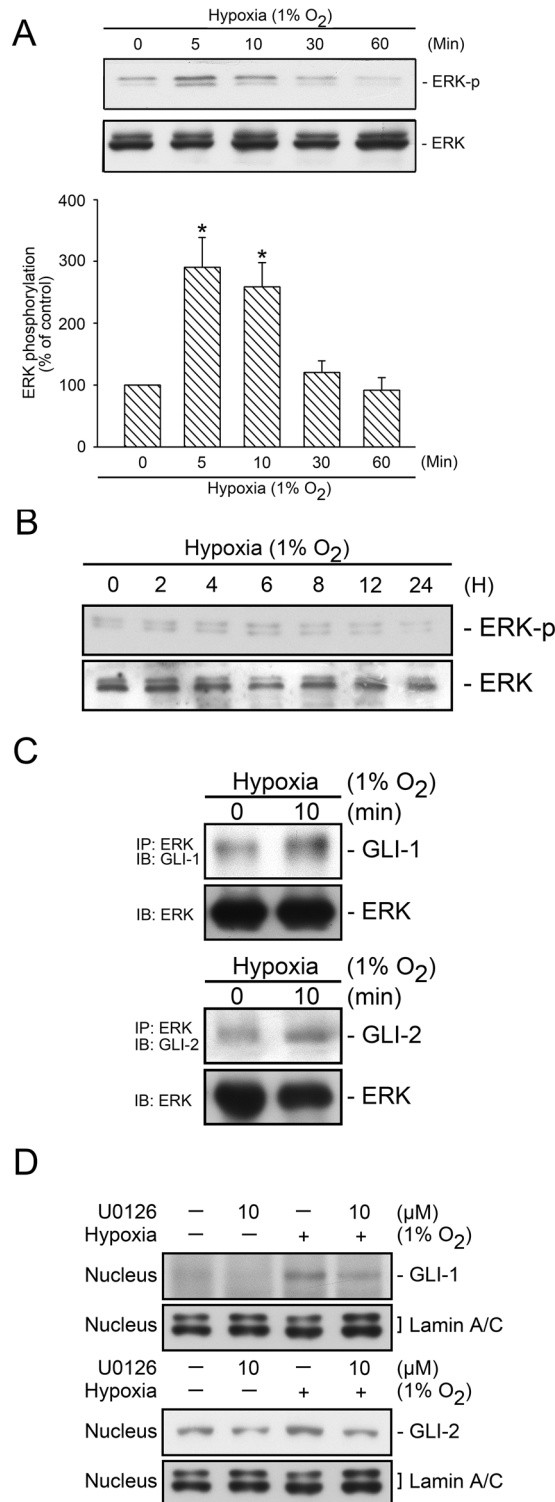 A
Hypoxia (1% O2)
0 5 10 30 60 (Min)
- ERK-p
- ERK
ERK phosphorylation
(% of control)
400
300
200
100
0
* *
0 5 10 30 60 (Min)
Hypoxia (1% O2)
B
Hypoxia (1% O2)
0 2 4 6 8 12 24 (H)
- ERK-p
- ERK
C
Hypoxia (1% O2)
0 10 (min)
IP: ERK
IB: GLI-1
- GLI-1
IB: ERK - ERK
Hypoxia (1% O2)
0 10 (min)
IP: ERK
IB: GLI-2
- GLI-2
IB: ERK - ERK
D
U0126 — 10 — 10 (µM)
Hypoxia — — + + (1% O2)
Nucleus - GLI-1
Nucleus ] Lamin A/C
U0126 — 10 — 10 (µM)
Hypoxia — — + + (1% O2)
Nucleus - GLI-2
Nucleus ] Lamin A/C